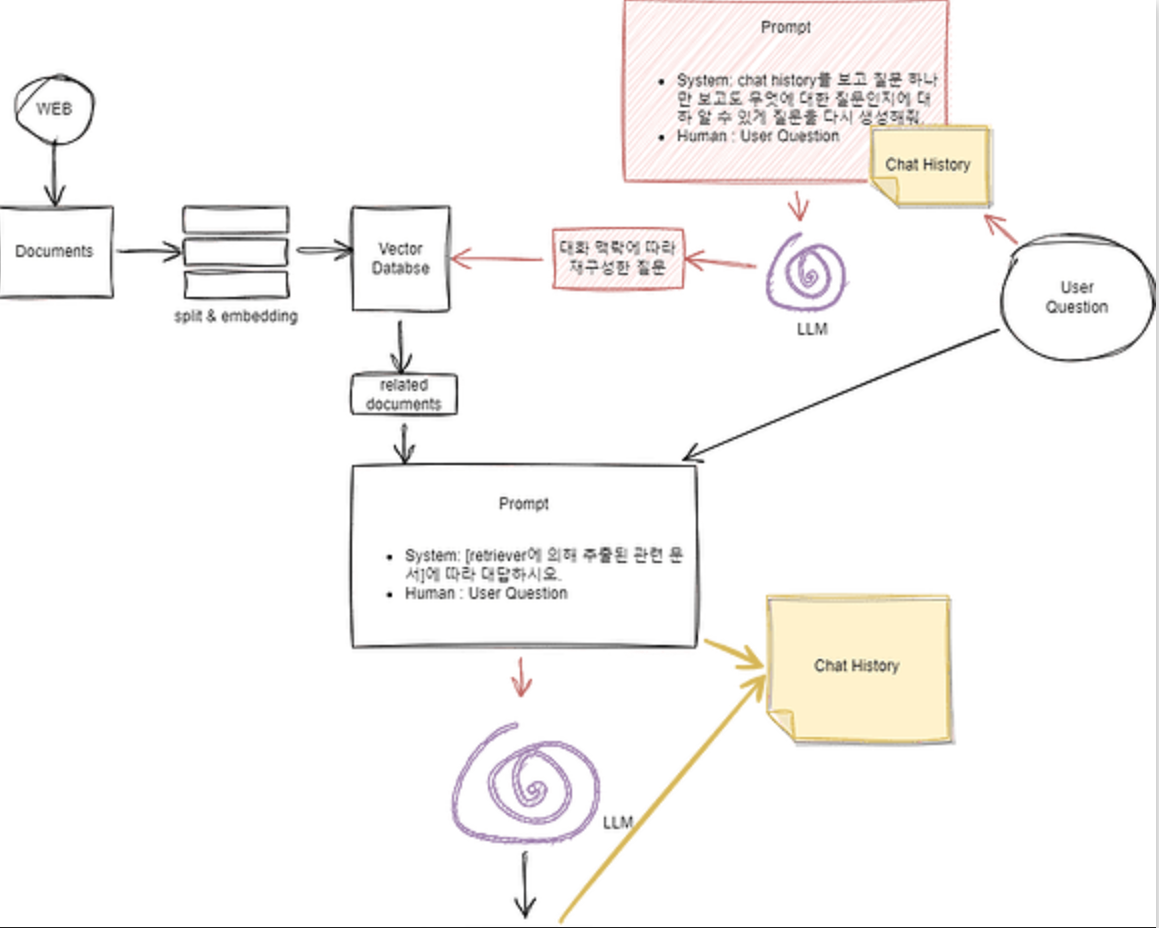 Prompt
System: chat history를 보고 질문 하나
만 보고도 무엇에 대한 질문인지에 대
하 알 수 있게 질문을 다시 생성해줘.
Human : User Question
Chat History
WEB
Documents
split & embedding
Vector
Databse
대화 맥락에 따라
재구성한 질문
LLM
User
Question
related
documents
Prompt
System: [retriever에 의해 추출된 관련 문
서]에 따라 대답하시오.
Human : User Question
Chat History
LLM